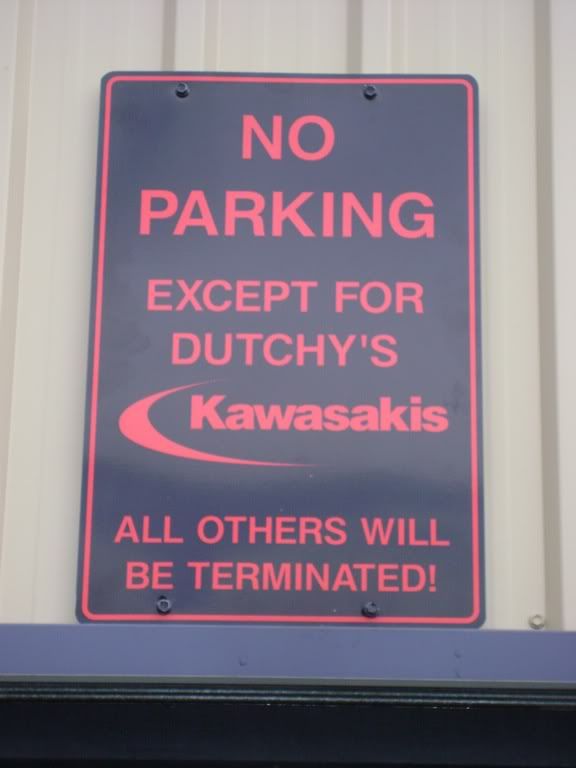 NO
PARKING
EXCEPT FOR
DUTCHY'S
Kawasakis
ALL OTHERS WILL
BE TERMINATED!